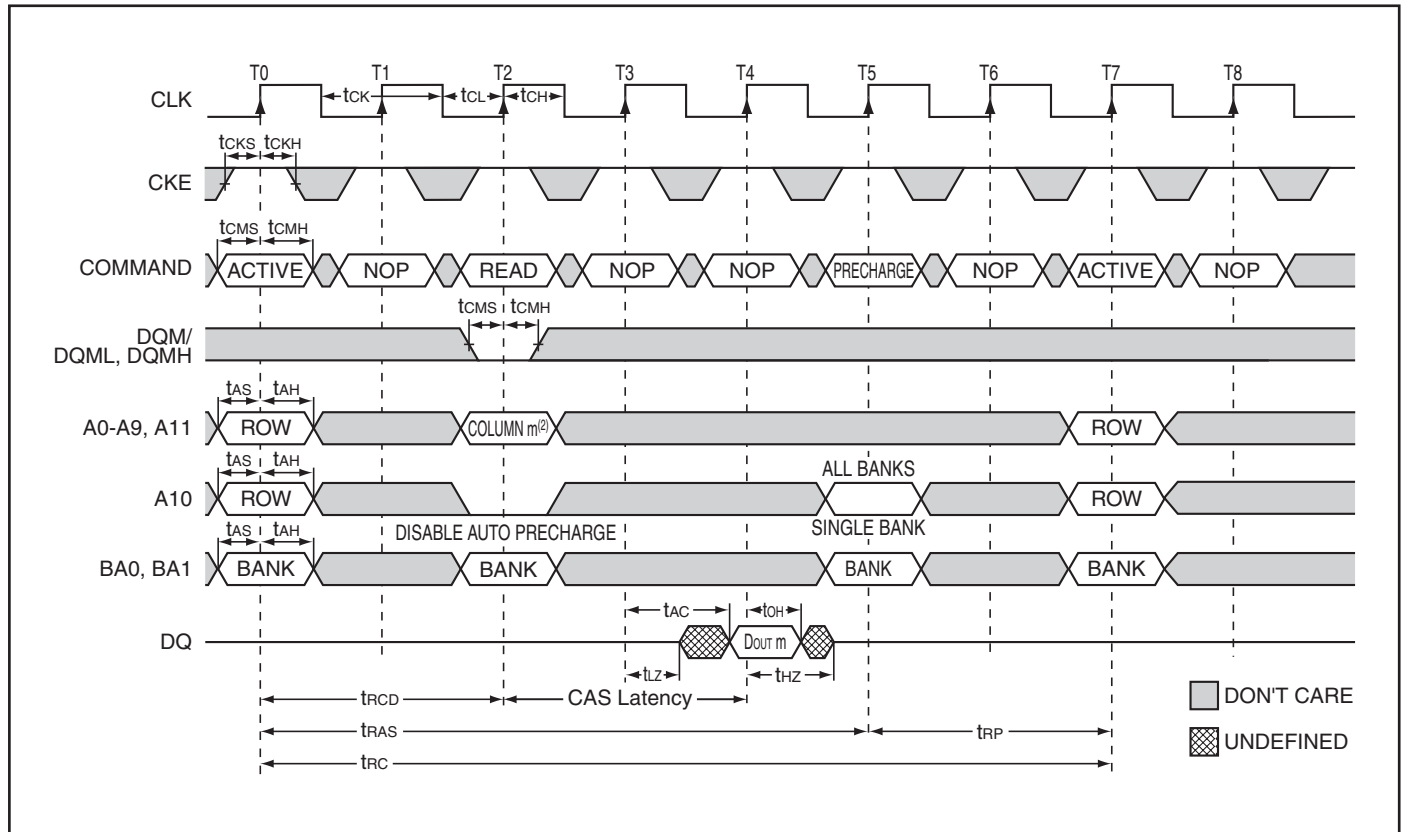 T0 T1 T2 T3 T4 T5 T6 T7 T8
CLK
tCK tCL tCH
tCKS tCKH
CKE
tCMS tCMH
COMMAND ACTIVE NOP READ NOP NOP PRECHARGE NOP ACTIVE NOP
tCMS tCMH
DQM/
DQML, DQMH
tAS tAH
A0-A9, A11 ROW COLUMN m(2) ROW
tAS tAH ALL BANKS
A10 ROW ROW
tAS tAH DISABLE AUTO PRECHARGE SINGLE BANK
BA0, BA1 BANK BANK BANK BANK
tAC tOH
DQ DOUT m
tLZ tHZ
tRCD CAS Latency
tRAS tRP
tRC
DON'T CARE
UNDEFINED